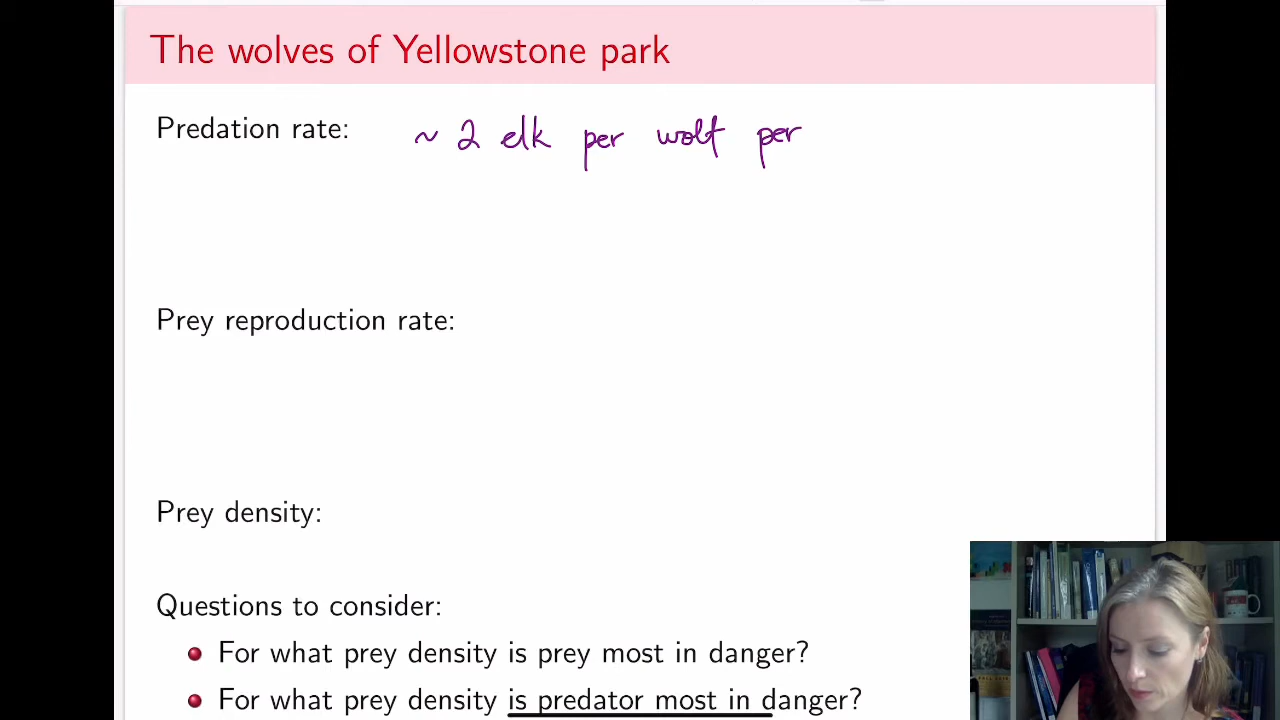 The wolves of Yellowstone park
Predation rate: ~ 2 elk per wolf per
Prey reproduction rate:
Prey density:
Questions to consider:
For what prey density is prey most in danger?
For what prey density is predator most in danger?